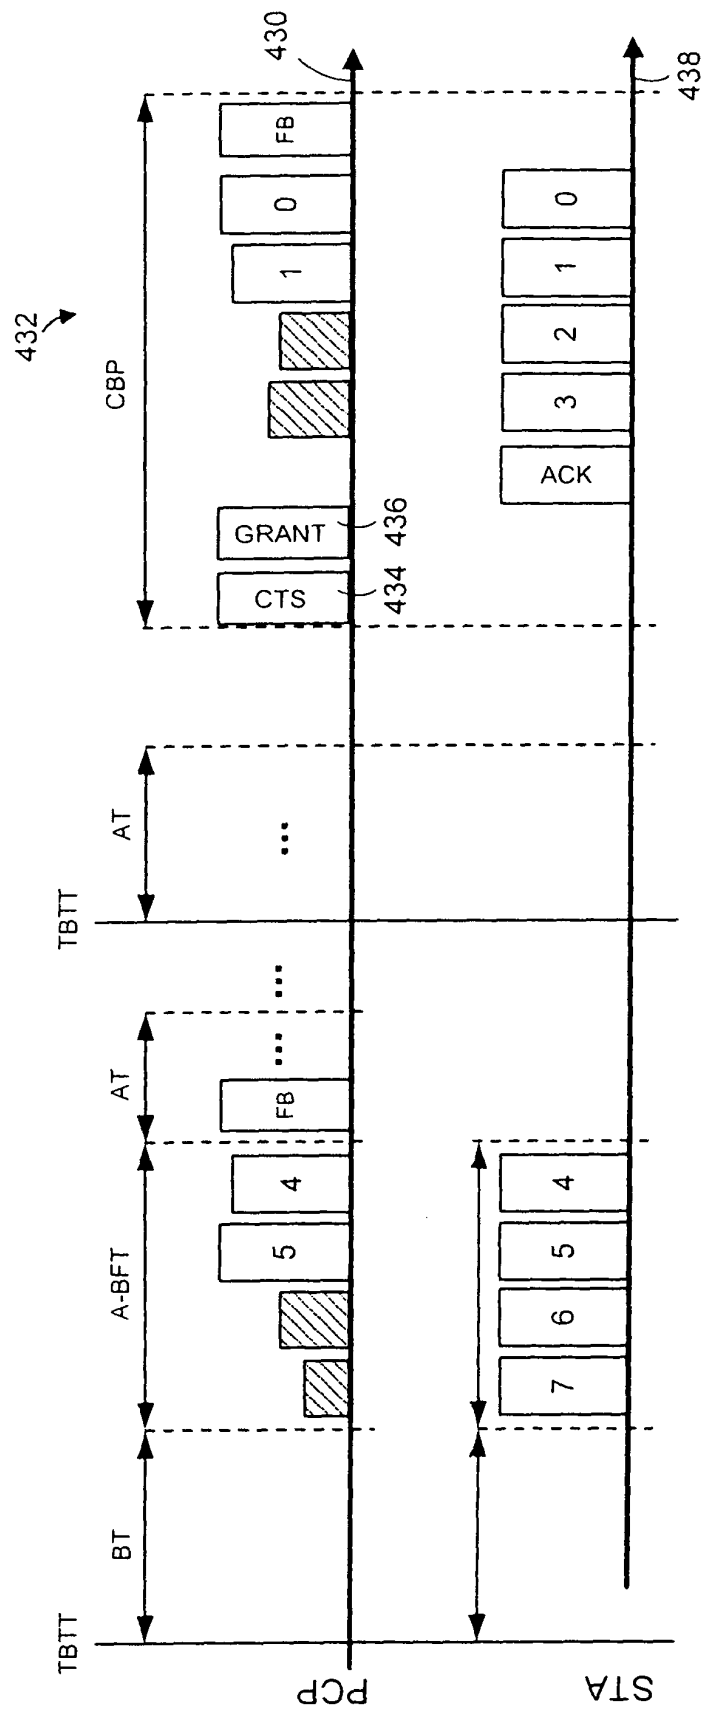 432
TBTT
BT
A-BFT
AT
TBTT
AT
CBP
PCP
5
4
FB
...
...
...
CTS
GRANT
1
0
FB
430
434
436
STA
7
6
5
4
ACK
3
2
1
0
438